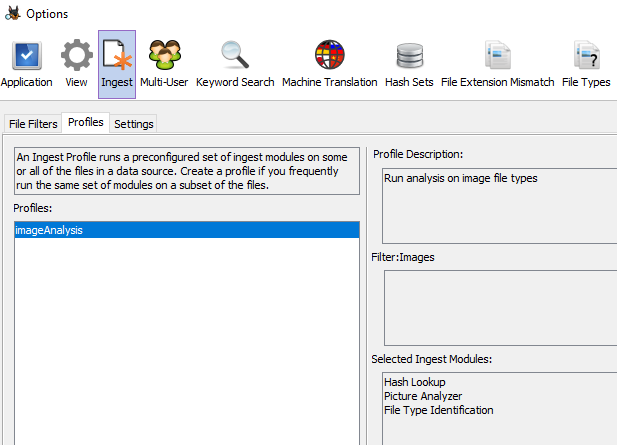 Options
Application View Ingest Multi-User Keyword Search Machine Translation Hash Sets File Extension Mismatch File Types
File Filters Profiles Settings
An Ingest Profile runs a preconfigured set of ingest modules on some
or all of the files in a data source. Create a profile if you frequently
run the same set of modules on a subset of the files.
Profiles:
imageAnalysis
Profile Description:
Run analysis on image file types
Filter:Images
Selected Ingest Modules:
Hash Lookup
Picture Analyzer
File Type Identification